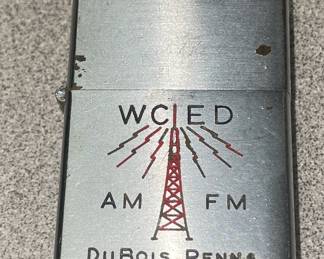 WCED
AM FM
DUBOIS PENNA